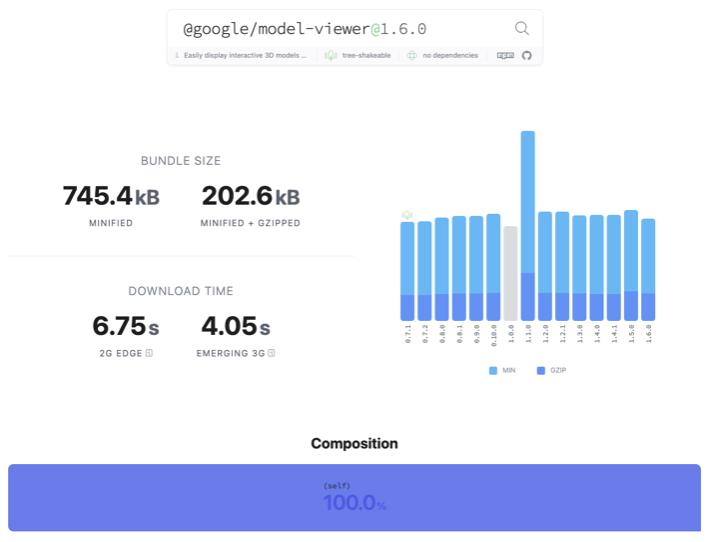 @google/model-viewer@1.6.0
Easily display interactive 3D models ... tree-shakeable no dependencies
BUNDLE SIZE
745.4 kB 202.6 kB
MINIFIED MINIFIED + GZIPPED
DOWNLOAD TIME
6.75 s 4.05 s
2G EDGE EMERGING 3G
0.7.1 0.7.2 0.8.0 0.8.1 0.9.0 0.10.0 1.0.0 1.1.0 1.2.0 1.2.1 1.3.0 1.4.0 1.4.1 1.5.0 1.6.0
MIN GZIP
Composition
(self)
100.0%